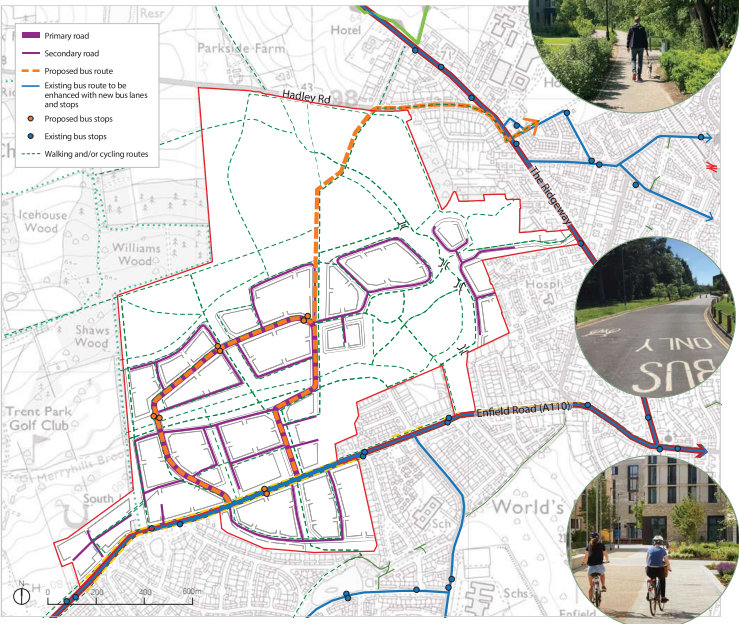 Resr
Primary road
Secondary road
Proposed bus route
Existing bus route to be
enhanced with new bus lanes
and stops
Proposed bus stops
Existing bus stops
Walking and/or cycling routes
Hotel
Parkside Farm
Hadley Rd
The Ridgeway
Icehouse
Wood
Williams
Wood
Hospl
Shaws
Wood
ONLY
BUS
Trent Park
Golf Club
Enfield Road (A110)
South
World's
Sch
Sch
Schs
Enfield
N
0
200
400
600m